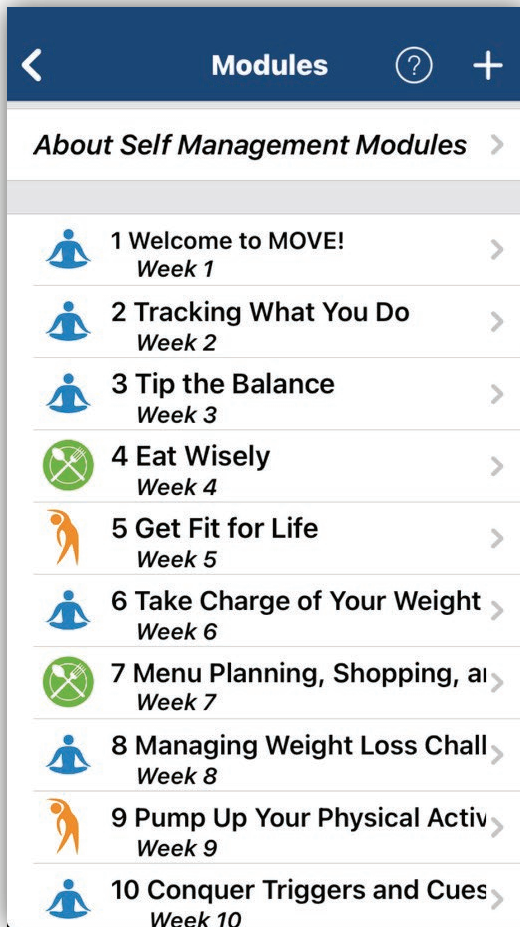 Modules
?
About Self Management Modules
1 Welcome to MOVE!
Week 1
2 Tracking What You Do
Week 2
3 Tip the Balance
Week 3
4 Eat Wisely
Week 4
5 Get Fit for Life
Week 5
6 Take Charge of Your Weight
Week 6
7 Menu Planning, Shopping,
Week 7
8 Managing Weight Loss Chall
Week 8
9 Pump Up Your Physical Activ
Week 9
10 Conquer Triggers and Cues
Week 10